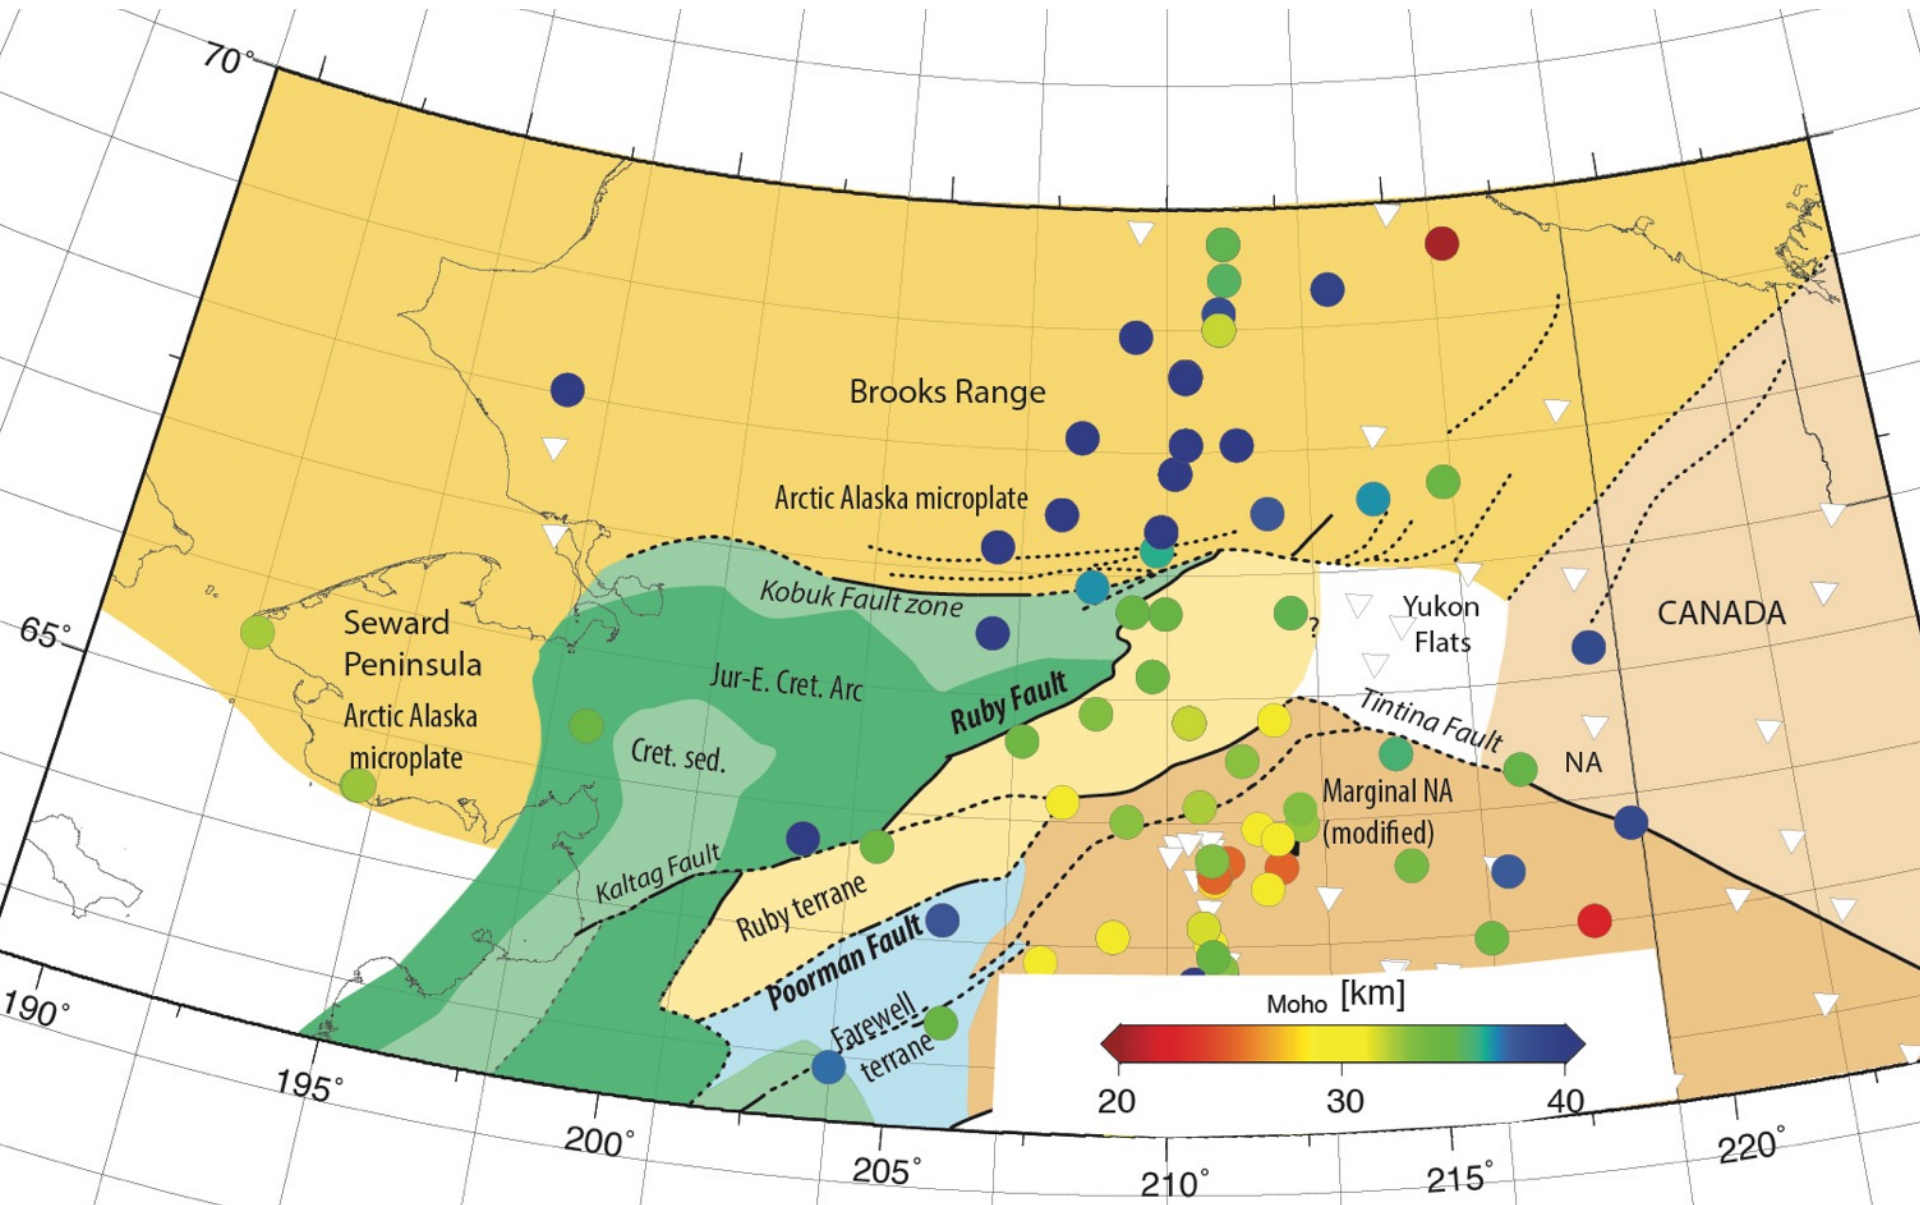 70°
Brooks Range
Arctic Alaska microplate
Kobuk Fault zone
65°
Seward
Peninsula
Arctic Alaska
microplate
Jur-E. Cret. Arc
Ruby Fault
?
Yukon
Flats
CANADA
Tintina Fault
NA
Cret. sed.
Marginal NA
(modified)
Kaltag Fault
Ruby terrane
Poorman Fault
Farewell
terrane
Moho [km]
20 30 40
190°
195°
200°
205°
210°
215°
220°